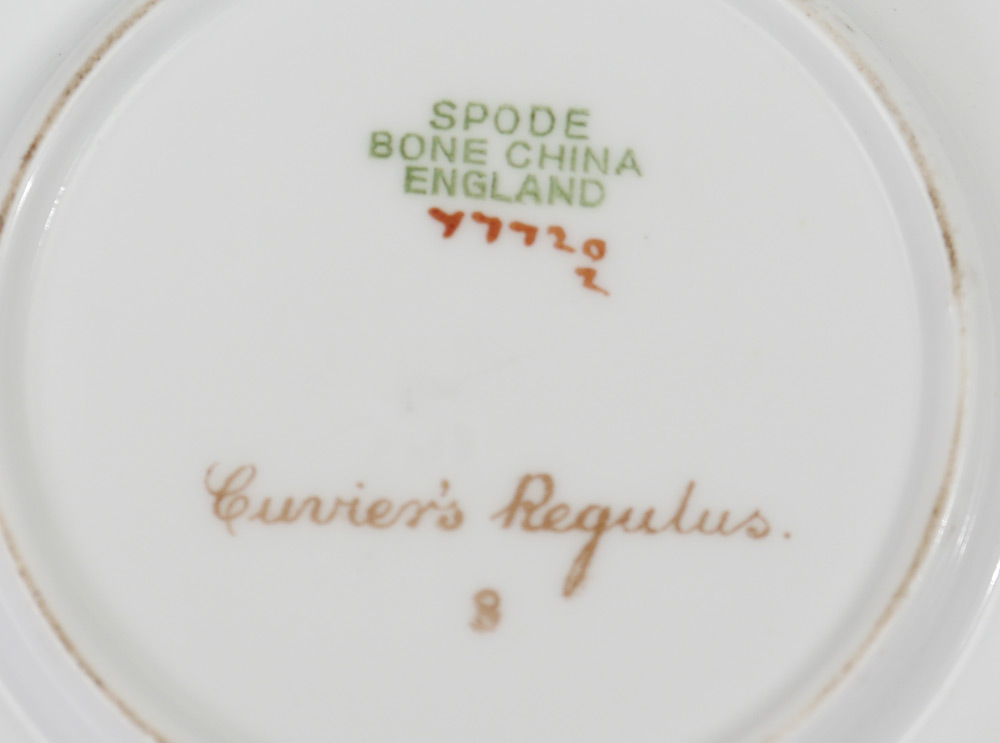 SPODE
BONE CHINA
ENGLAND
Y7720
2
Cuvier's Regulus.
8